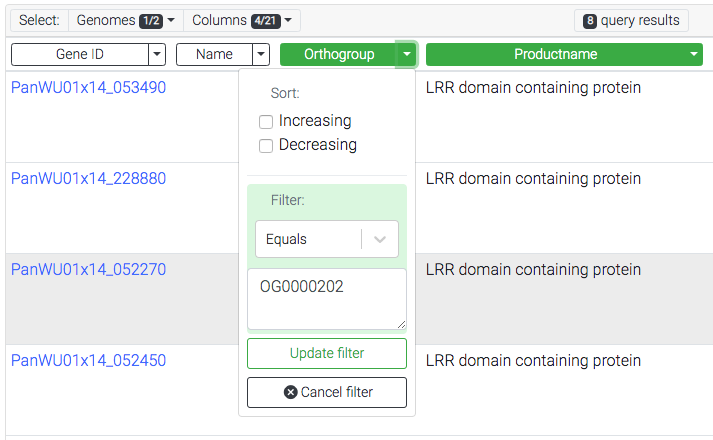 Select: Genomes 1/2 Columns 4/21 8 query results
Gene ID Name Orthogroup Productname
Sort:
PanWU01x14_053490 LRR domain containing protein
Increasing
Decreasing
PanWU01x14_228880 LRR domain containing protein
Filter:
Equals
PanWU01x14_052270 LRR domain containing protein
OG0000202
Update filter
PanWU01x14_052450 LRR domain containing protein
Cancel filter